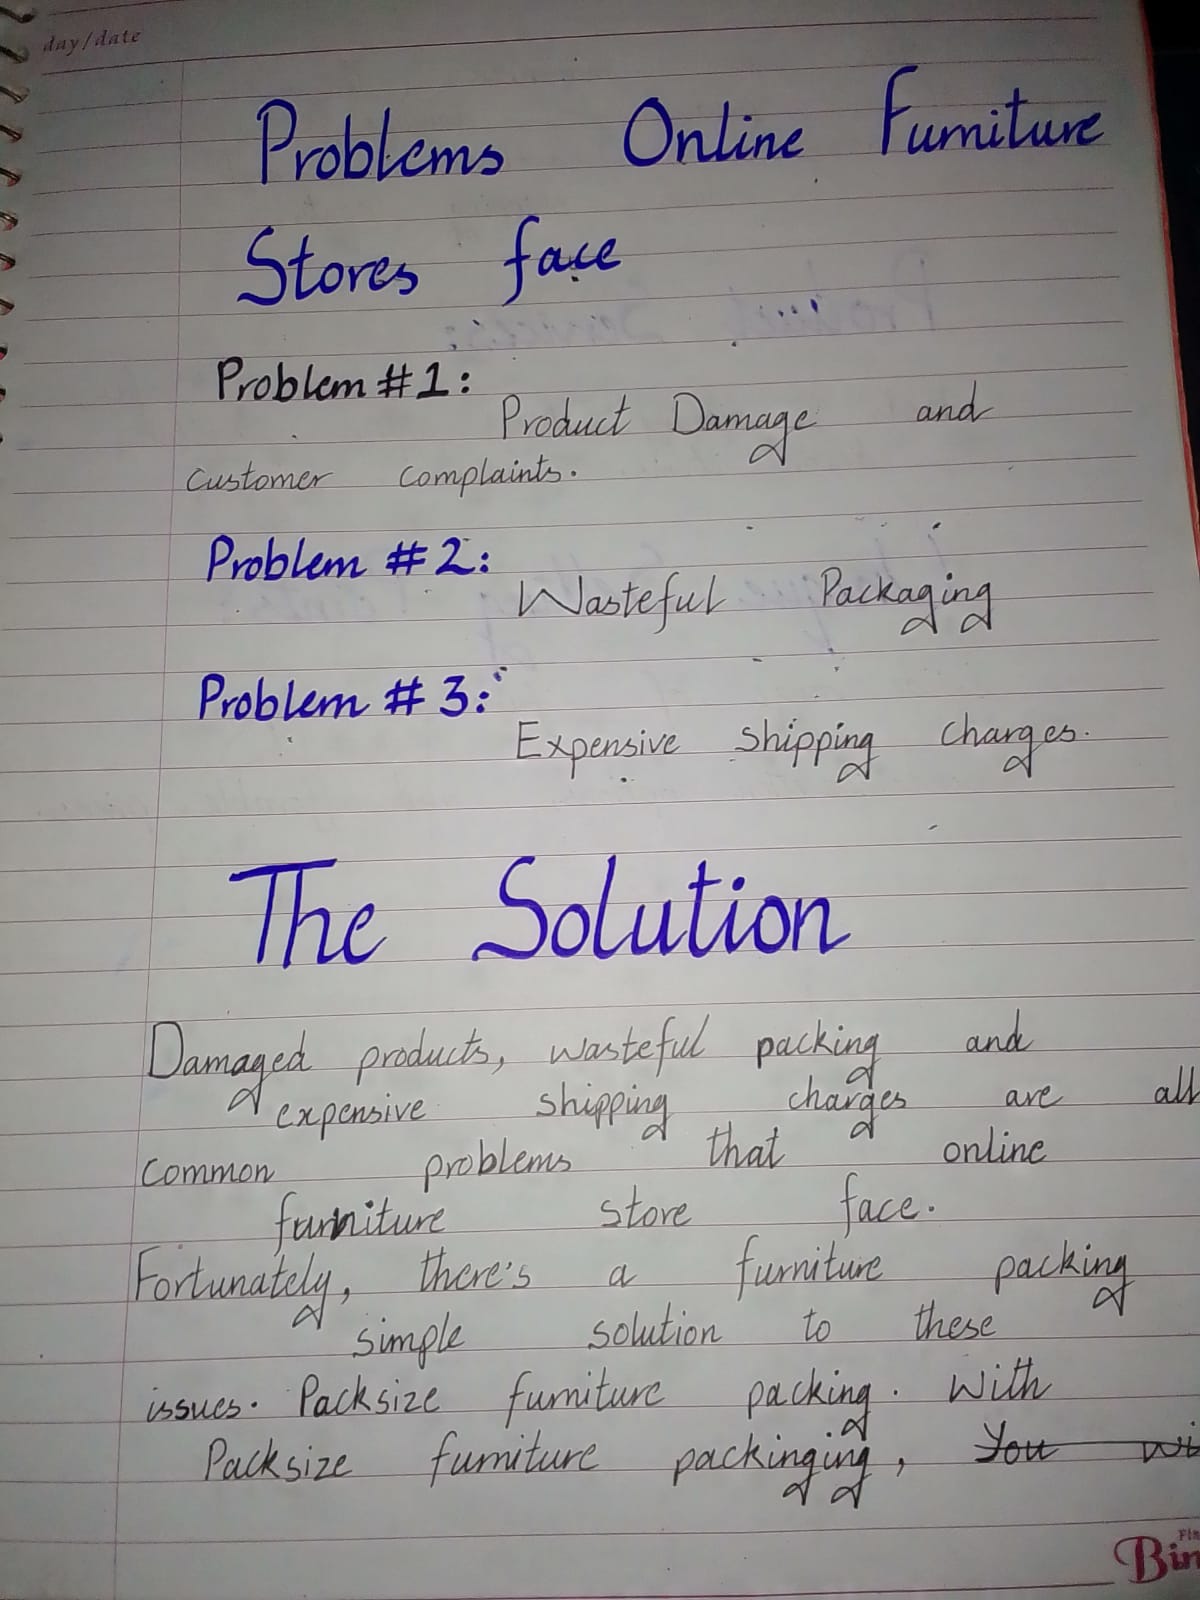 day/date
Problems Online Furniture
Stores face
Problem #1:
Product Damage and
customer complaints.
Problem #2:
Wasteful Packaging
Problem #3:
Expensive shipping charges.
The Solution
Damaged products, wasteful packing and
expensive shipping charges are all
common problems that online
furniture store face.
Fortunately, there's a furniture packing
simple solution to these
issues. Packsize furniture packing. With
Packsize furniture packinging, You